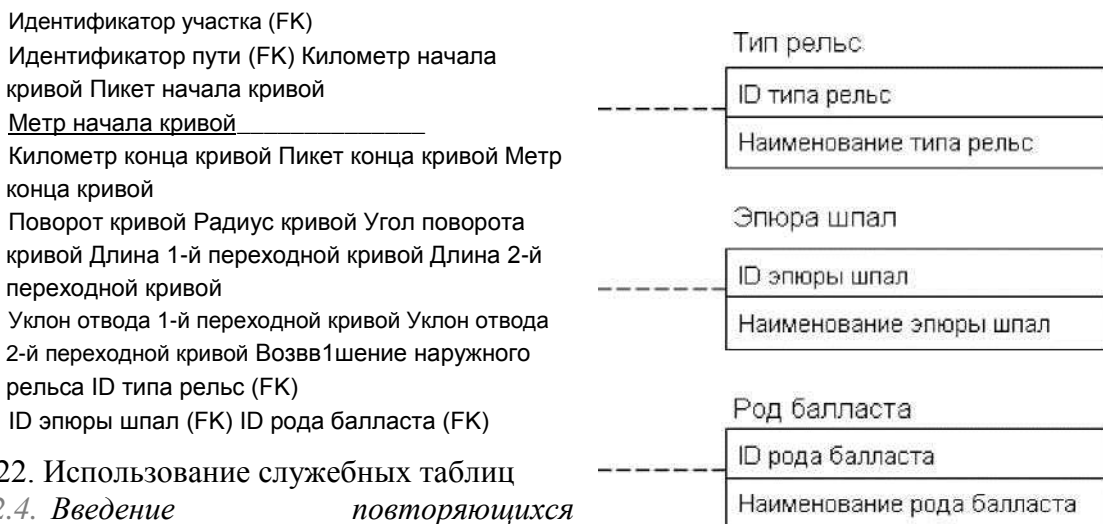 Идентификатор участка (FK)
Идентификатор пути (FK) Километр начала
кривой Пикет начала кривой
Метр начала кривой_______________
Километр конца кривой Пикет конца кривой Метр
конца кривой
Поворот кривой Радиус кривой Угол поворота
кривой Длина 1-й переходной кривой Длина 2-й
переходной кривой
Уклон отвода 1-й переходной кривой Уклон отвода
2-й переходной кривой Возвв1шение наружного
рельса ID типа рельс (FK)
ID эпюры шпал (FK) ID рода балласта (FK)
22. Использование служебных таблиц
2.4. Введение повторяющихся
Тип рельс
ID типа рельс
Наименование типа рельс
Эпюра шпал
ID эпюры шпал
Наименование эпюры шпал
Род балласта
ID рода балласта
Наименование рода балласта